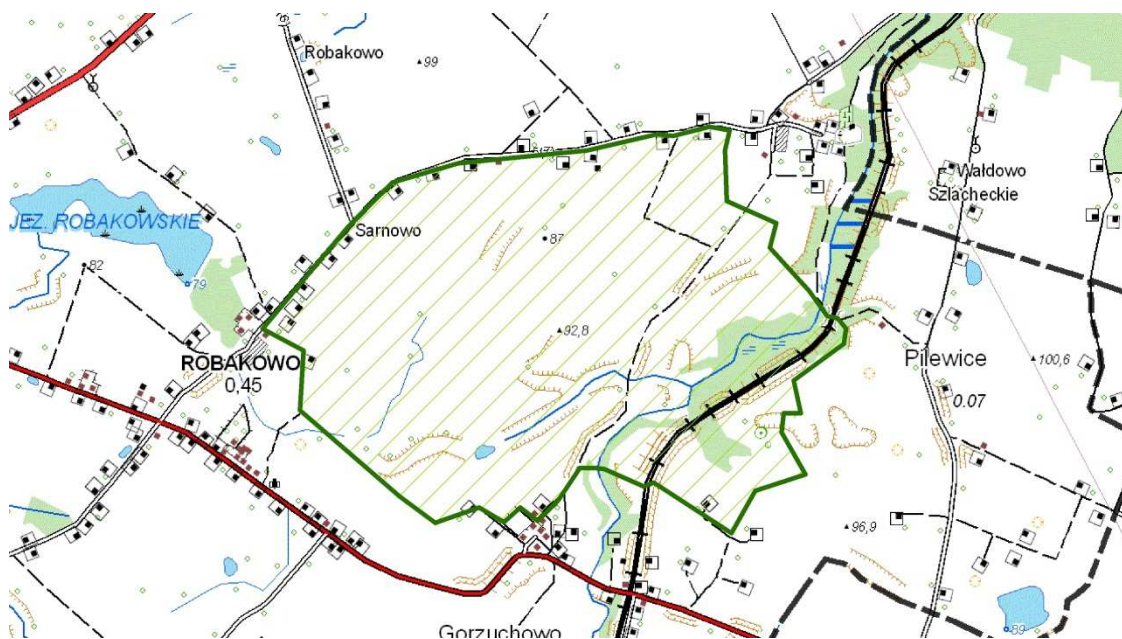 Robakowo
99
JEZ. ROBAKOWSKIE
Wałdowo
Szlacheckie
Sarnowo
87
82
79
92,8
ROBAKOWO
0,45
Pilewice
100,6
0.07
96,9
Gorzuchowo
89